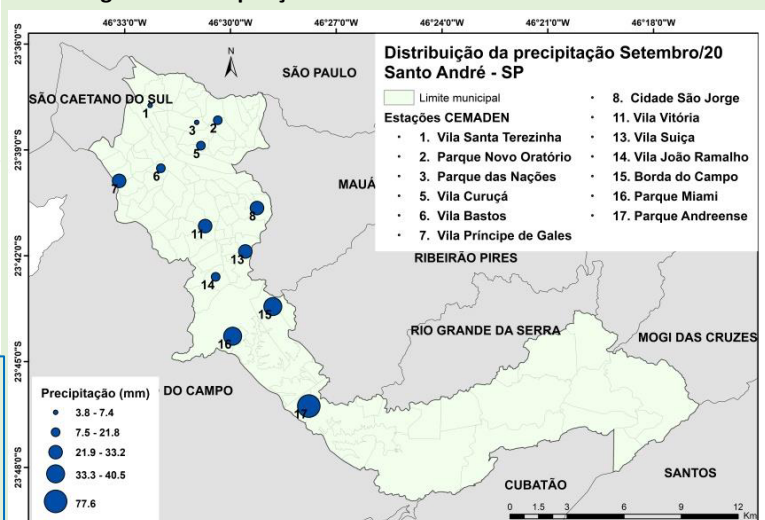 46°33'0"O 46°30'0"O 46°27'0"O 46°24'0"O 46°21'0"O 46°18'0"O
23°36'0"S
23°39'0"S
23°42'0"S
23°45'0"S
23°48'0"S
N
Distribuição da precipitação Setembro/20
Santo André - SP
Limite municipal
Estações CEMADEN
1. Vila Santa Terezinha
2. Parque Novo Oratório
3. Parque das Nações
5. Vila Curuçá
6. Vila Bastos
7. Vila Príncipe de Gales
8. Cidade São Jorge
11. Vila Vitória
13. Vila Suiça
14. Vila João Ramalho
15. Borda do Campo
16. Parque Miami
17. Parque Andreense
SÃO PAULO
SÃO CAETANO DO SUL
1
3
2
5
6
7
MAUÁ
8
11
13
RIBEIRÃO PIRES
14
15
16
RIO GRANDE DA SERRA
MOGI DAS CRUZES
DO CAMPO
17
SANTOS
CUBATÃO
Precipitação (mm)
3.8 - 7.4
7.5 - 21.8
21.9 - 33.2
33.3 - 40.5
77.6
0 1.5 3 6 9 12
Km